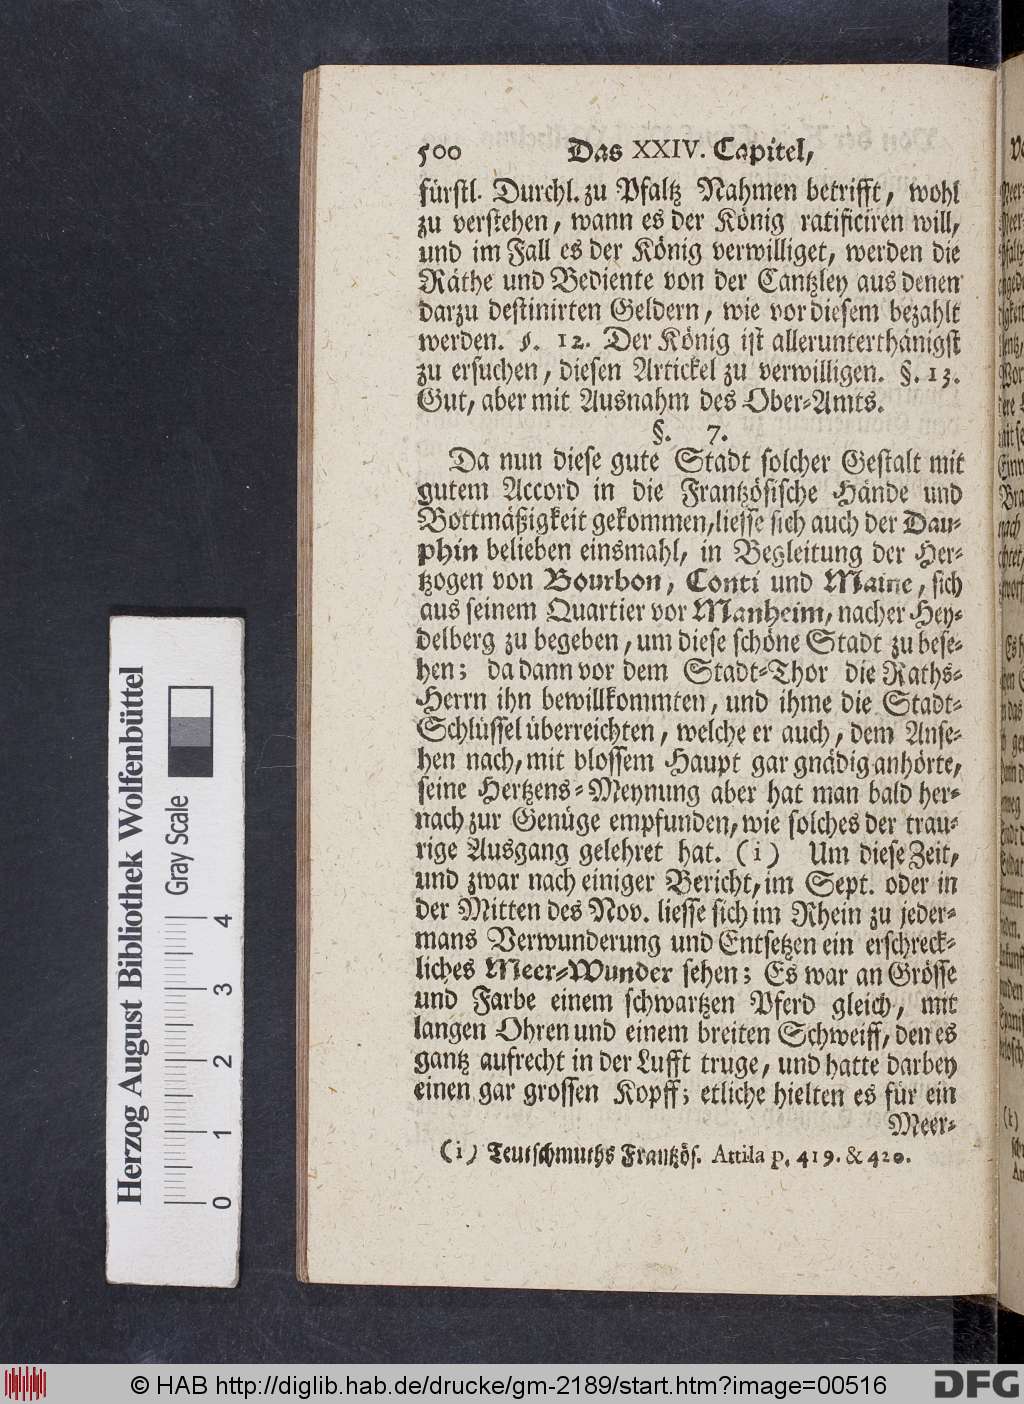 500 Das XXIV. Capitel,
fürstl. Durchl. zu Pfaltz Nahmen betrifft, wohl
zu verstehen, wann es der König ratificiren will,
und im Fall es der König verwilliget, werden die
Räthe und Bediente von der Cantzley aus denen
darzu destinirten Geldern, wie vor diesem bezahlt
werden. §. 12. Der König ist allerunterthänigst
zu ersuchen, diesen Artickel zu verwilligen. §. 13.
Gut, aber mit Ausnahm des Ober-Amts.
§. 7.
Da nun diese gute Stadt solcher Gestalt mit
gutem Accord in die Frantzösische Hände und
Bottmäßigkeit gekommen, liesse sich auch der Dau-
phin belieben einsmahl, in Begleitung der Her-
tzogen von Bourbon, Conti und Maine, sich
aus seinem Quartier vor Manheim, nacher Hey-
delberg zu begeben, um diese schöne Stadt zu bese-
hen; da dann vor dem Stadt-Thor die Raths-
Herrn ihn bewillkommten, und ihme die Stadt-
Schlüssel überreichten, welche er auch, dem Anse-
hen nach, mit blossem Haupt gar gnädig anhörte,
seine Hertzens-Meynung aber hat man bald her-
nach zur Genüge empfunden, wie solches der trau-
rige Ausgang gelehret hat. (i) Um diese Zeit,
und zwar nach einiger Bericht, im Sept. oder in
der Mitten des Nov. liesse sich im Rhein zu jeder-
mans Verwunderung und Entsetzen ein erschreck-
liches Meer-Wunder sehen; Es war an Grösse
und Farbe einem schwartzen Pferd gleich, mit
langen Ohren und einem breiten Schweiff, den es
gantz aufrecht in der Lufft truge, und hatte darbey
einen gar grossen Kopff; etliche hielten es für ein
Meer-
(i) Teutschmuths Frantzös. Attila p. 419. & 420.
Herzog August Bibliothek Wolfenbüttel
Gray Scale
0 1 2 3 4
© HAB http://diglib.hab.de/drucke/gm-2189/start.htm?image=00516
DFG